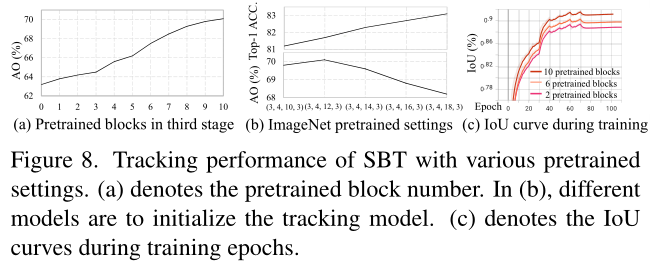 70
68
66
64
62
AO (%)
0 1 2 3 4 5 6 7 8 9 10
(a) Pretrained blocks in third stage
83
82
81
Top-1 ACC.
70
69
68
AO (%)
(3, 4, 10, 3) (3, 4, 12, 3) (3, 4, 14, 3) (3, 4, 16, 3) (3, 4, 18, 3)
(b) ImageNet pretrained settings
0.9
0.86
0.82
0.78
IoU (%)
10 pretrained blocks
6 pretrained blocks
2 pretrained blocks
Epoch 0 20 40 60 80 100
(c) IoU curve during training
Figure 8. Tracking performance of SBT with various pretrained
settings. (a) denotes the pretrained block number. In (b), different
models are to initialize the tracking model. (c) denotes the IoU
curves during training epochs.